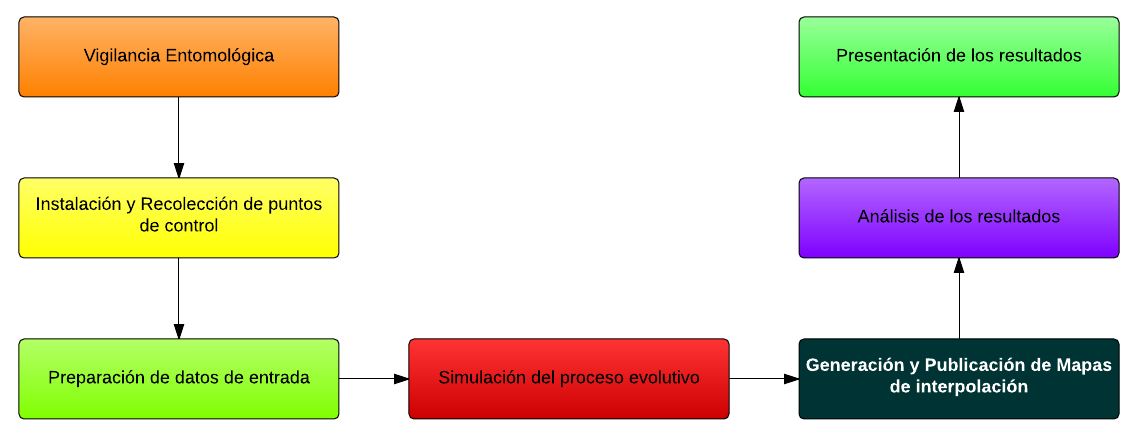 Vigilancia Entomológica
Instalación y Recolección de puntos
de control
Preparación de datos de entrada
Simulación del proceso evolutivo
Generación y Publicación de Mapas
de interpolación
Análisis de los resultados
Presentación de los resultados